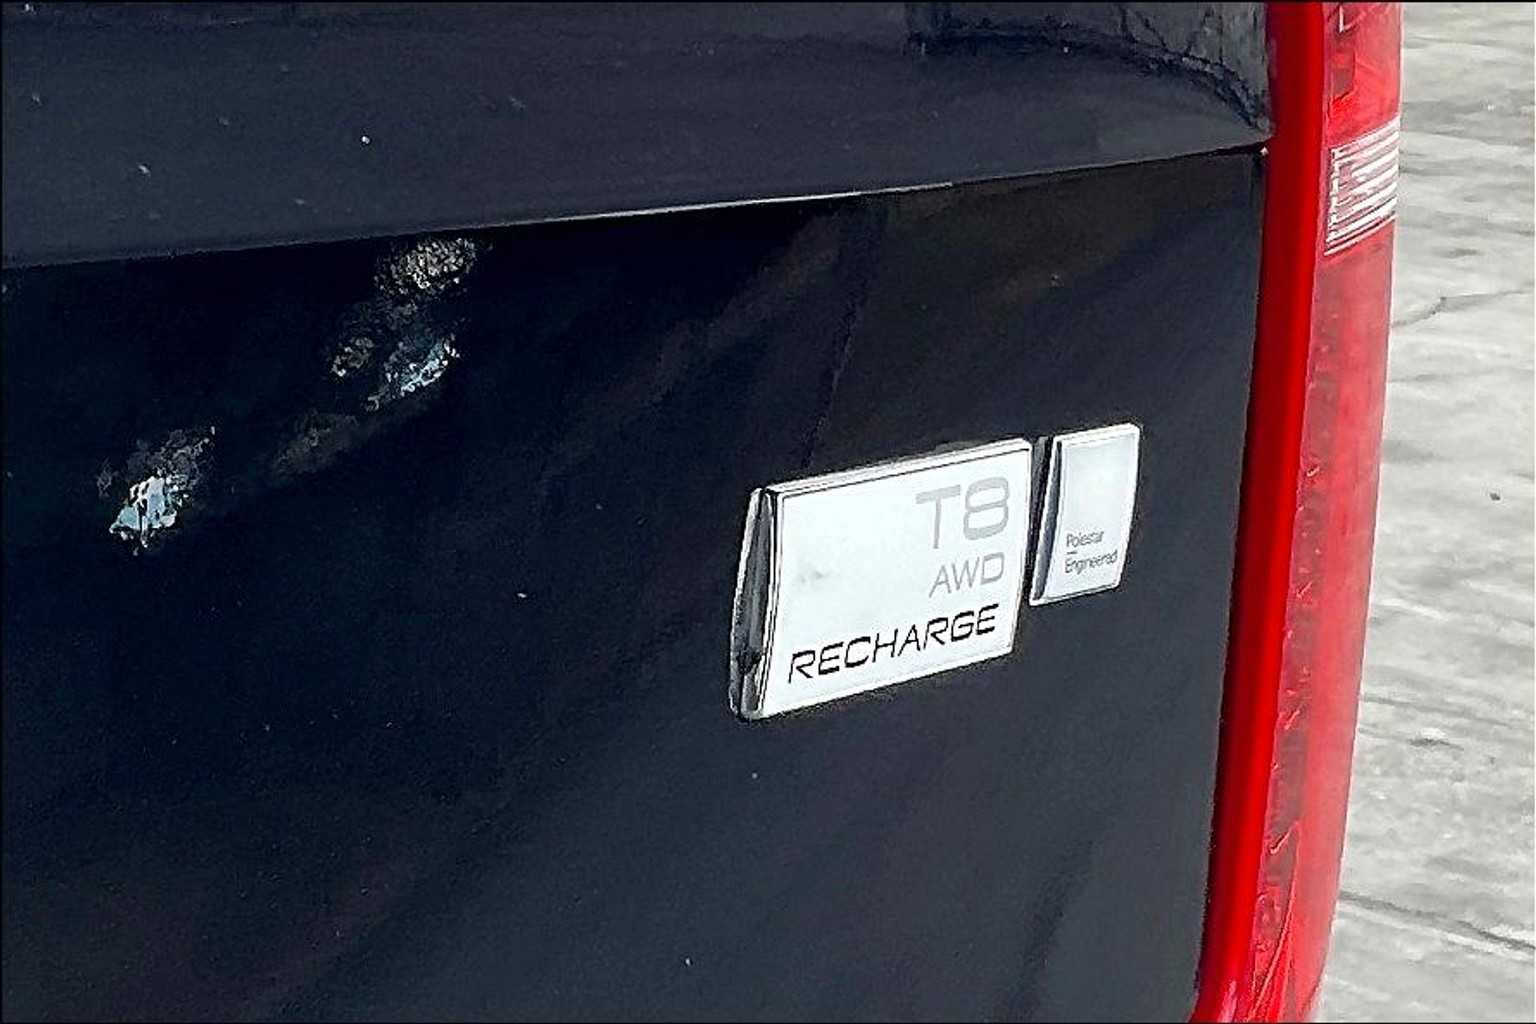 T8
AWD
RECHARGE
Polestar
Engineered